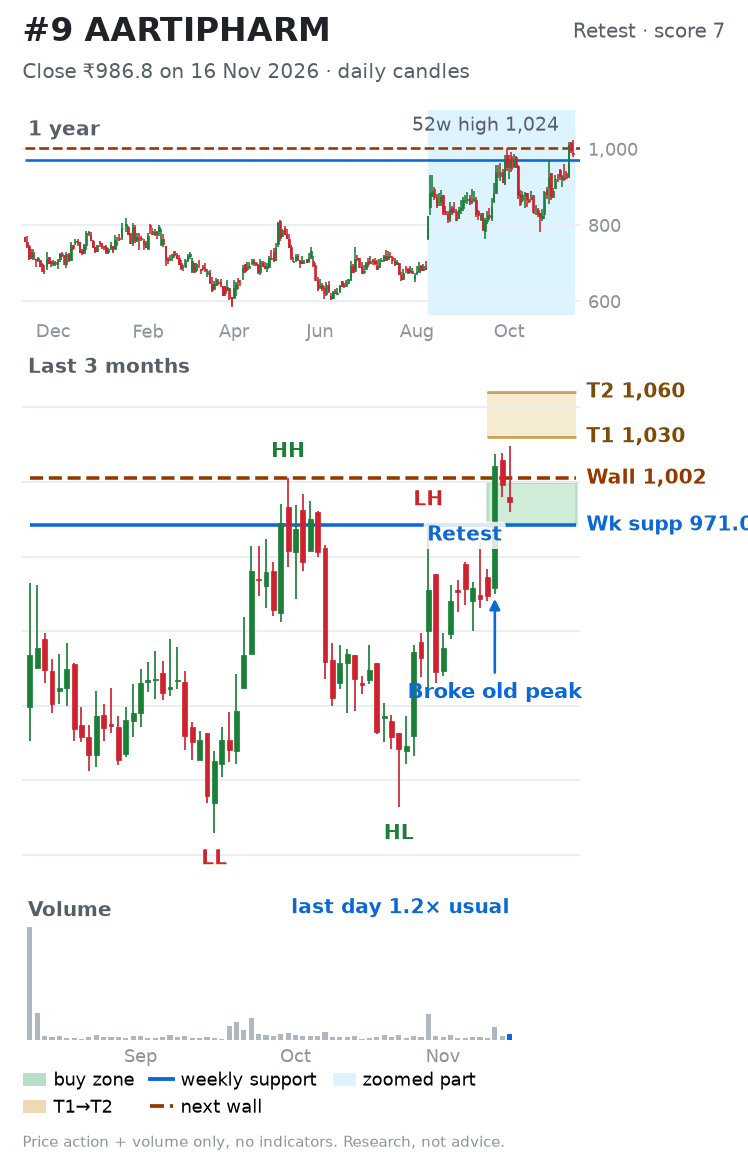 #9 AARTIPHARM
Retest · score 7
Close ₹986.8 on 16 Nov 2026 · daily candles
1 year
52w high 1,024
1,000
800
600
Dec Feb Apr Jun Aug Oct
Last 3 months
T2 1,060
HH
T1 1,030
Wall 1,002
LH
Wk supp 971.0
Retest
Broke old peak
HL
LL
Volume
last day 1.2× usual
Sep Oct Nov
buy zone weekly support zoomed part
T1→T2 next wall
Price action + volume only, no indicators. Research, not advice.